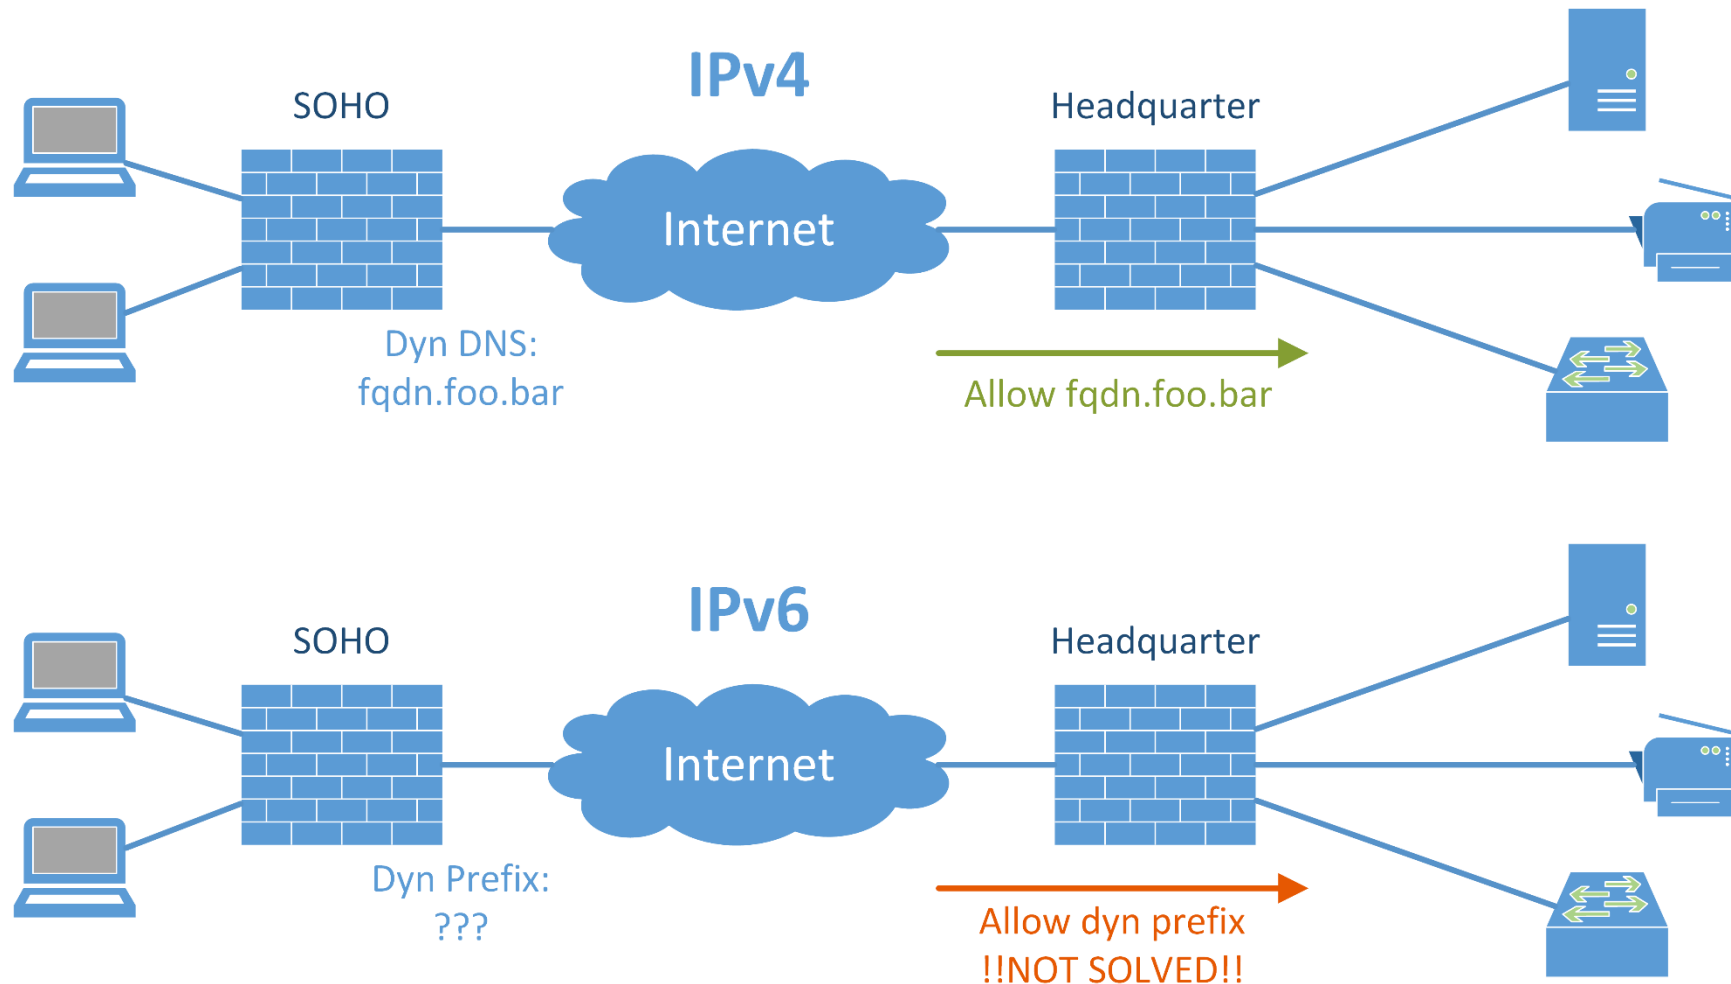 IPv4
SOHO
Headquarter
Internet
Dyn DNS:
fqdn.foo.bar
Allow fqdn.foo.bar
IPv6
SOHO
Headquarter
Internet
Dyn Prefix:
???
Allow dyn prefix
!!NOT SOLVED!!